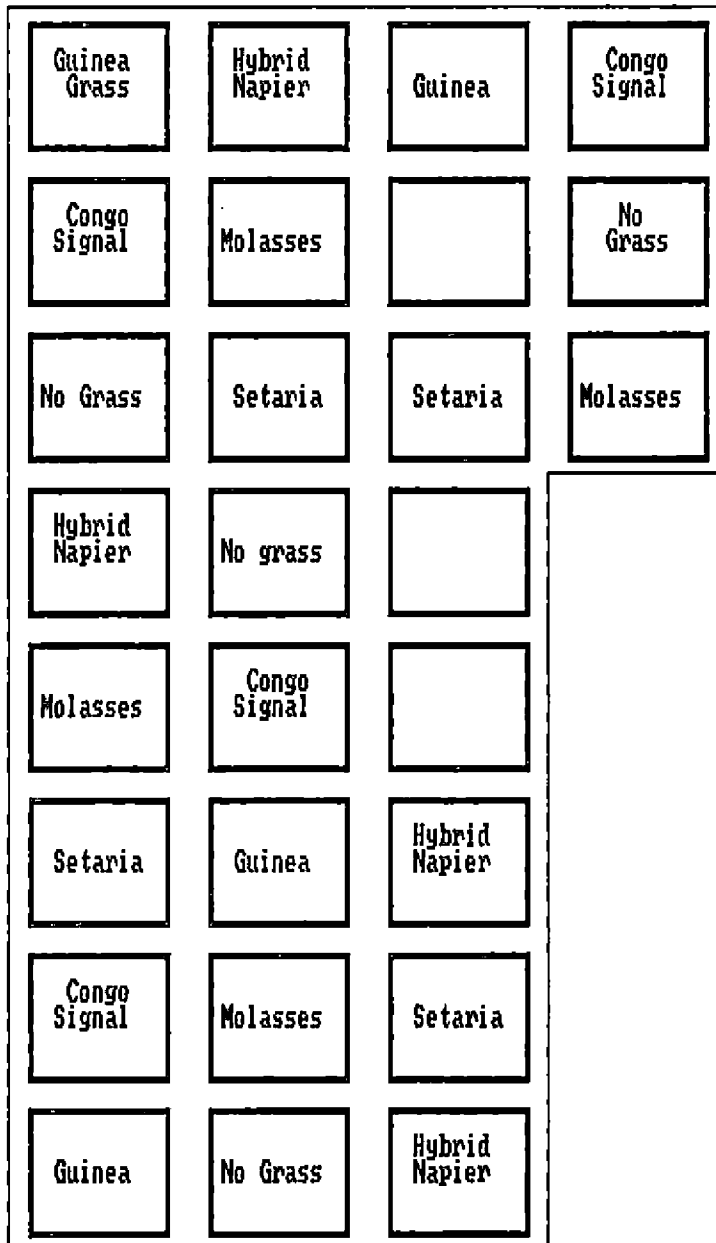 Guinea
Grass
Hybrid
Napier
Guinea
Congo
Signal
Congo
Signal
Molasses
No
Grass
No Grass
Setaria
Setaria
Molasses
Hybrid
Napier
No grass
Molasses
Congo
Signal
Setaria
Guinea
Hybrid
Napier
Congo
Signal
Molasses
Setaria
Guinea
No Grass
Hybrid
Napier